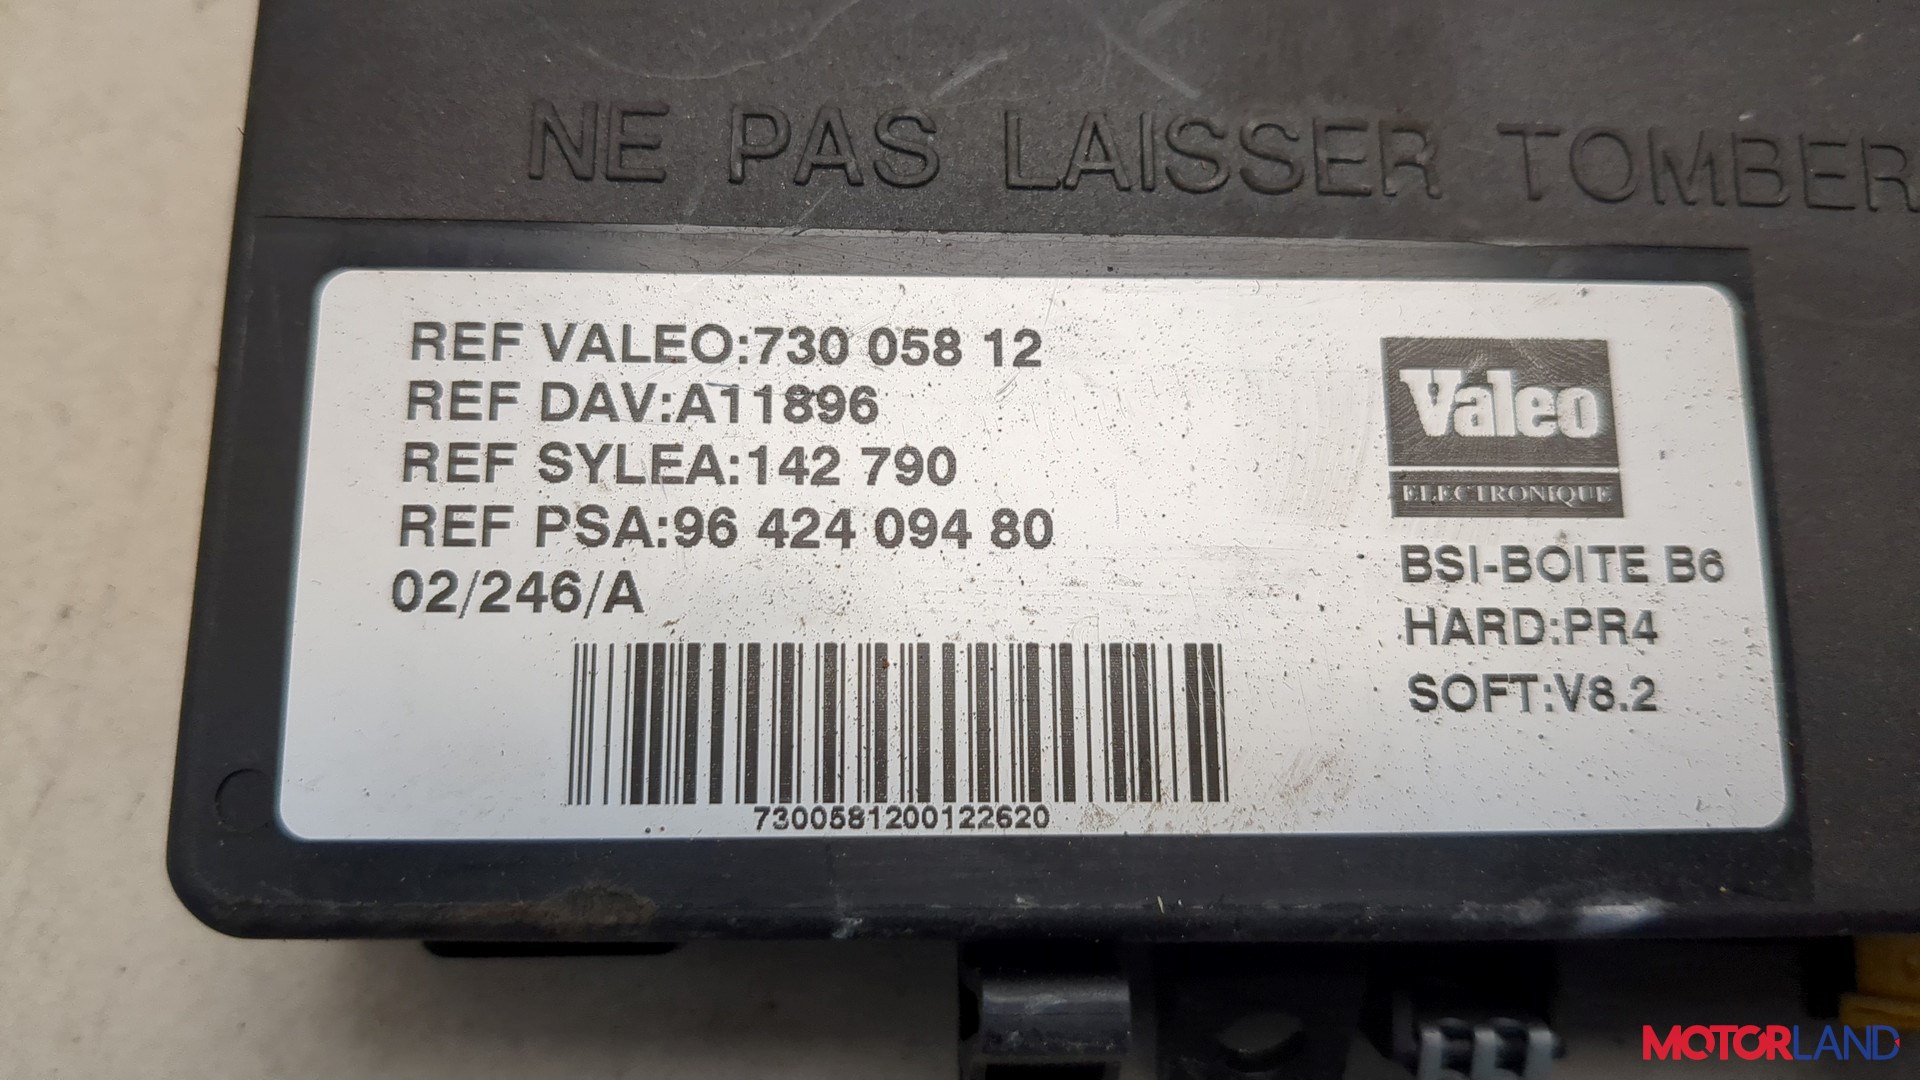 NE PAS LAISSER TOMBER
REF VALEO:730 058 12
REF DAV:A11896
REF SYLEA:142 790
REF PSA:96 424 094 80
02/246/A
7300581200122620
Valeo
ELECTRONIQUE
BSI-BOITE B6
HARD:PR4
SOFT:V8.2
MOTORLAND